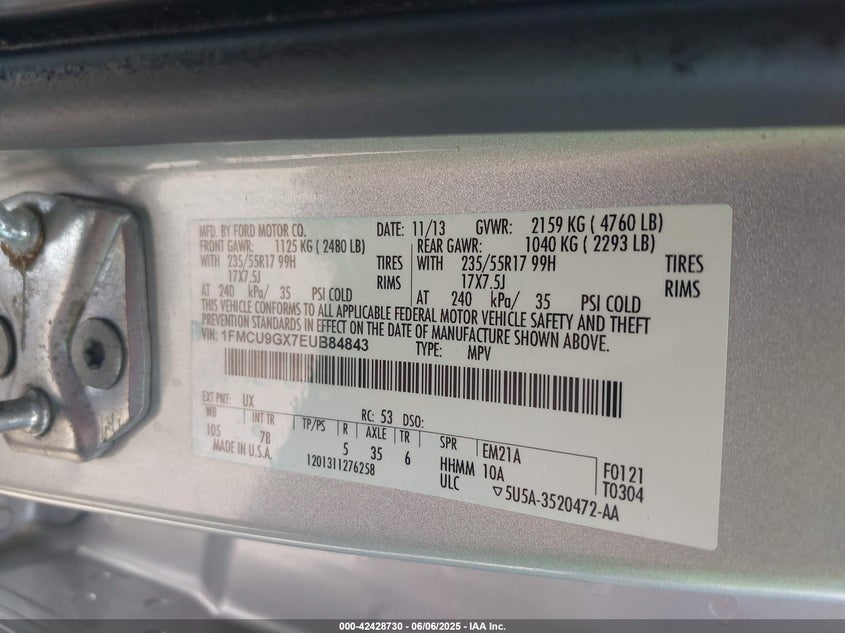 MFD. BY FORD MOTOR CO. DATE: 11/13 GVWR: 2159 KG ( 4760 LB)
FRONT GAWR: 1125 KG ( 2480 LB) REAR GAWR: 1040 KG ( 2293 LB)
WITH 235/55R17 99H TIRES WITH 235/55R17 99H TIRES
17X7.5J RIMS 17X7.5J RIMS
AT 240 kPa/ 35 PSI COLD AT 240 kPa/ 35 PSI COLD
THIS VEHICLE CONFORMS TO ALL APPLICABLE FEDERAL MOTOR VEHICLE SAFETY AND THEFT
PREVENTION STANDARDS IN EFFECT ON THE DATE OF MANUFACTURE SHOWN ABOVE.
VIN: 1FMCU9GX7EUB84843 TYPE: MPV
EXT PNT: UX RC: 53 DSO:
WB INT TR TP/PS R AXLE TR SPR EM21A F0121
105 7B 5 35 6 HHMM 10A T0304
MADE IN U.S.A. 1201311276258 ULC ▽5U5A-3520472-AA
000-42428730 - 06/06/2025 - IAA Inc.